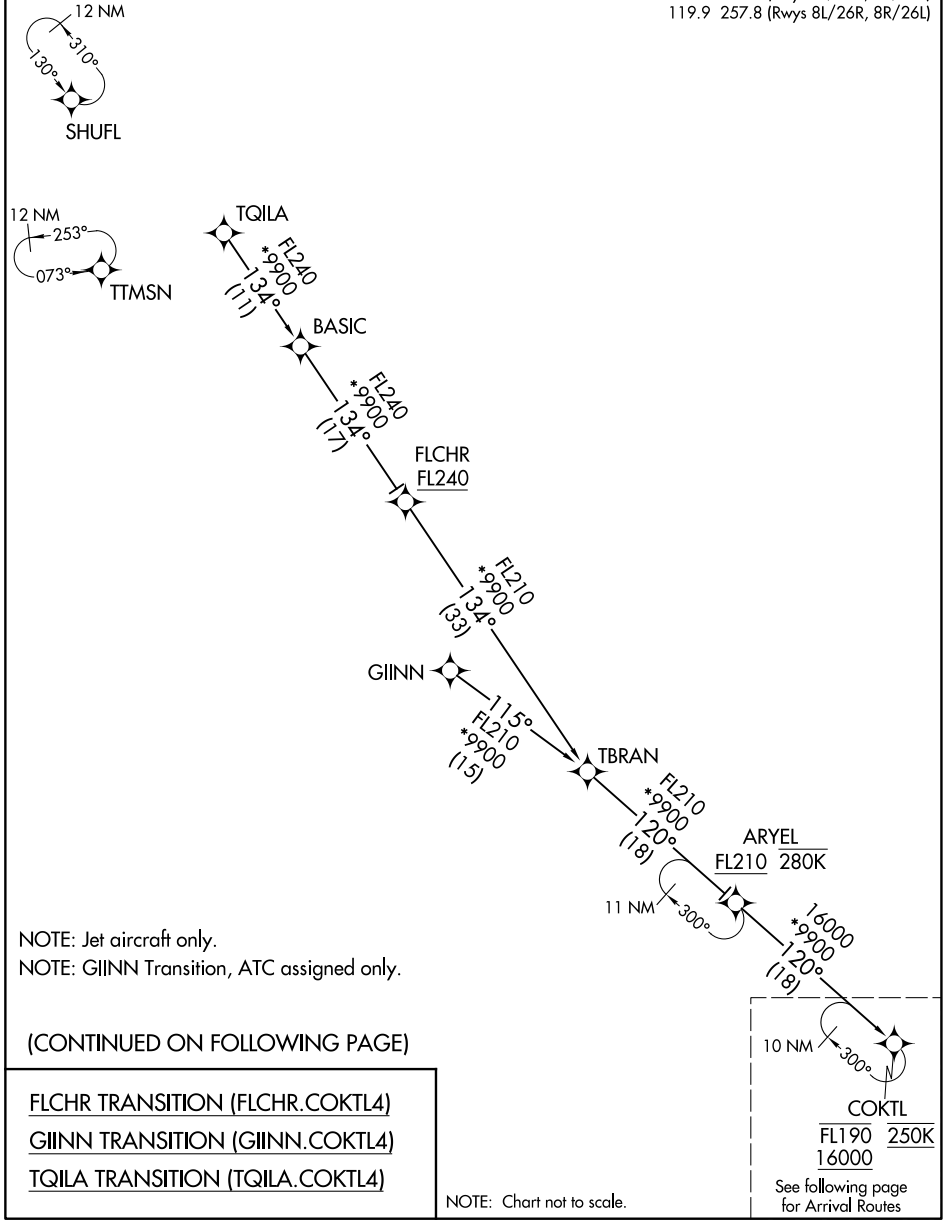 119.9 257.8 (Rwys 8L/26R, 8R/26L)
12 NM
310°
130°
SHUFL
12 NM
253°
073°
TTMSN
TQILA
FL240
*9900
134°
(11)
BASIC
FL240
*9900
134°
(17)
FLCHR
FL240
FL210
*9900
134°
(33)
GIINN
115°
FL210
*9900
(15)
TBRAN
FL210
*9900
120°
(18)
ARYEL
FL210 280K
11 NM
300°
16000
*9900
120°
(18)
NOTE: Jet aircraft only.
NOTE: GIINN Transition, ATC assigned only.
(CONTINUED ON FOLLOWING PAGE)
10 NM
300°
COKTL
FL190 250K
16000
See following page
for Arrival Routes
FLCHR TRANSITION (FLCHR.COKTL4)
GIINN TRANSITION (GIINN.COKTL4)
TQILA TRANSITION (TQILA.COKTL4)
NOTE: Chart not to scale.